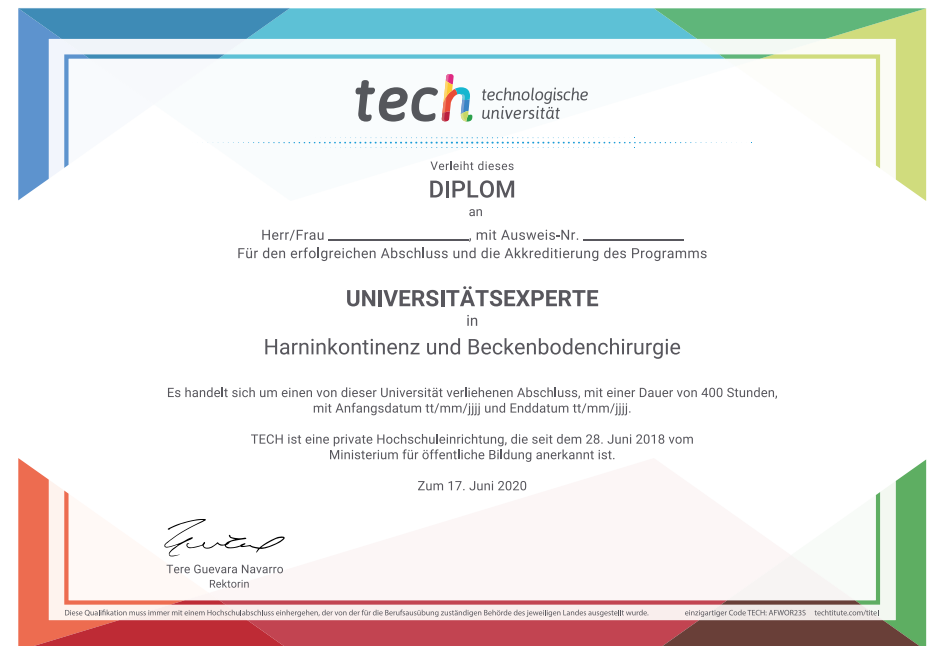 tech technologische
universität
Verleiht dieses
DIPLOM
an
Herr/Frau ____________, mit Ausweis-Nr. ____________
Für den erfolgreichen Abschluss und die Akkreditierung des Programms
UNIVERSITÄTSEXPERTE
in
Harninkontinenz und Beckenbodenchirurgie
Es handelt sich um einen von dieser Universität verliehenen Abschluss, mit einer Dauer von 400 Stunden,
mit Anfangsdatum tt/mm/jjjj und Enddatum tt/mm/jjjj.
TECH ist eine private Hochschuleinrichtung, die seit dem 28. Juni 2018 vom
Ministerium für öffentliche Bildung anerkannt ist.
Zum 17. Juni 2020
Tere Guevara Navarro
Rektorin
Diese Qualifikation muss immer mit einem Hochschulabschluss einhergehen, der von der für die Berufsausübung zuständigen Behörde des jeweiligen Landes ausgestellt wurde. einzigartiger Code TECH: AFWOR235 techtitute.com/titel